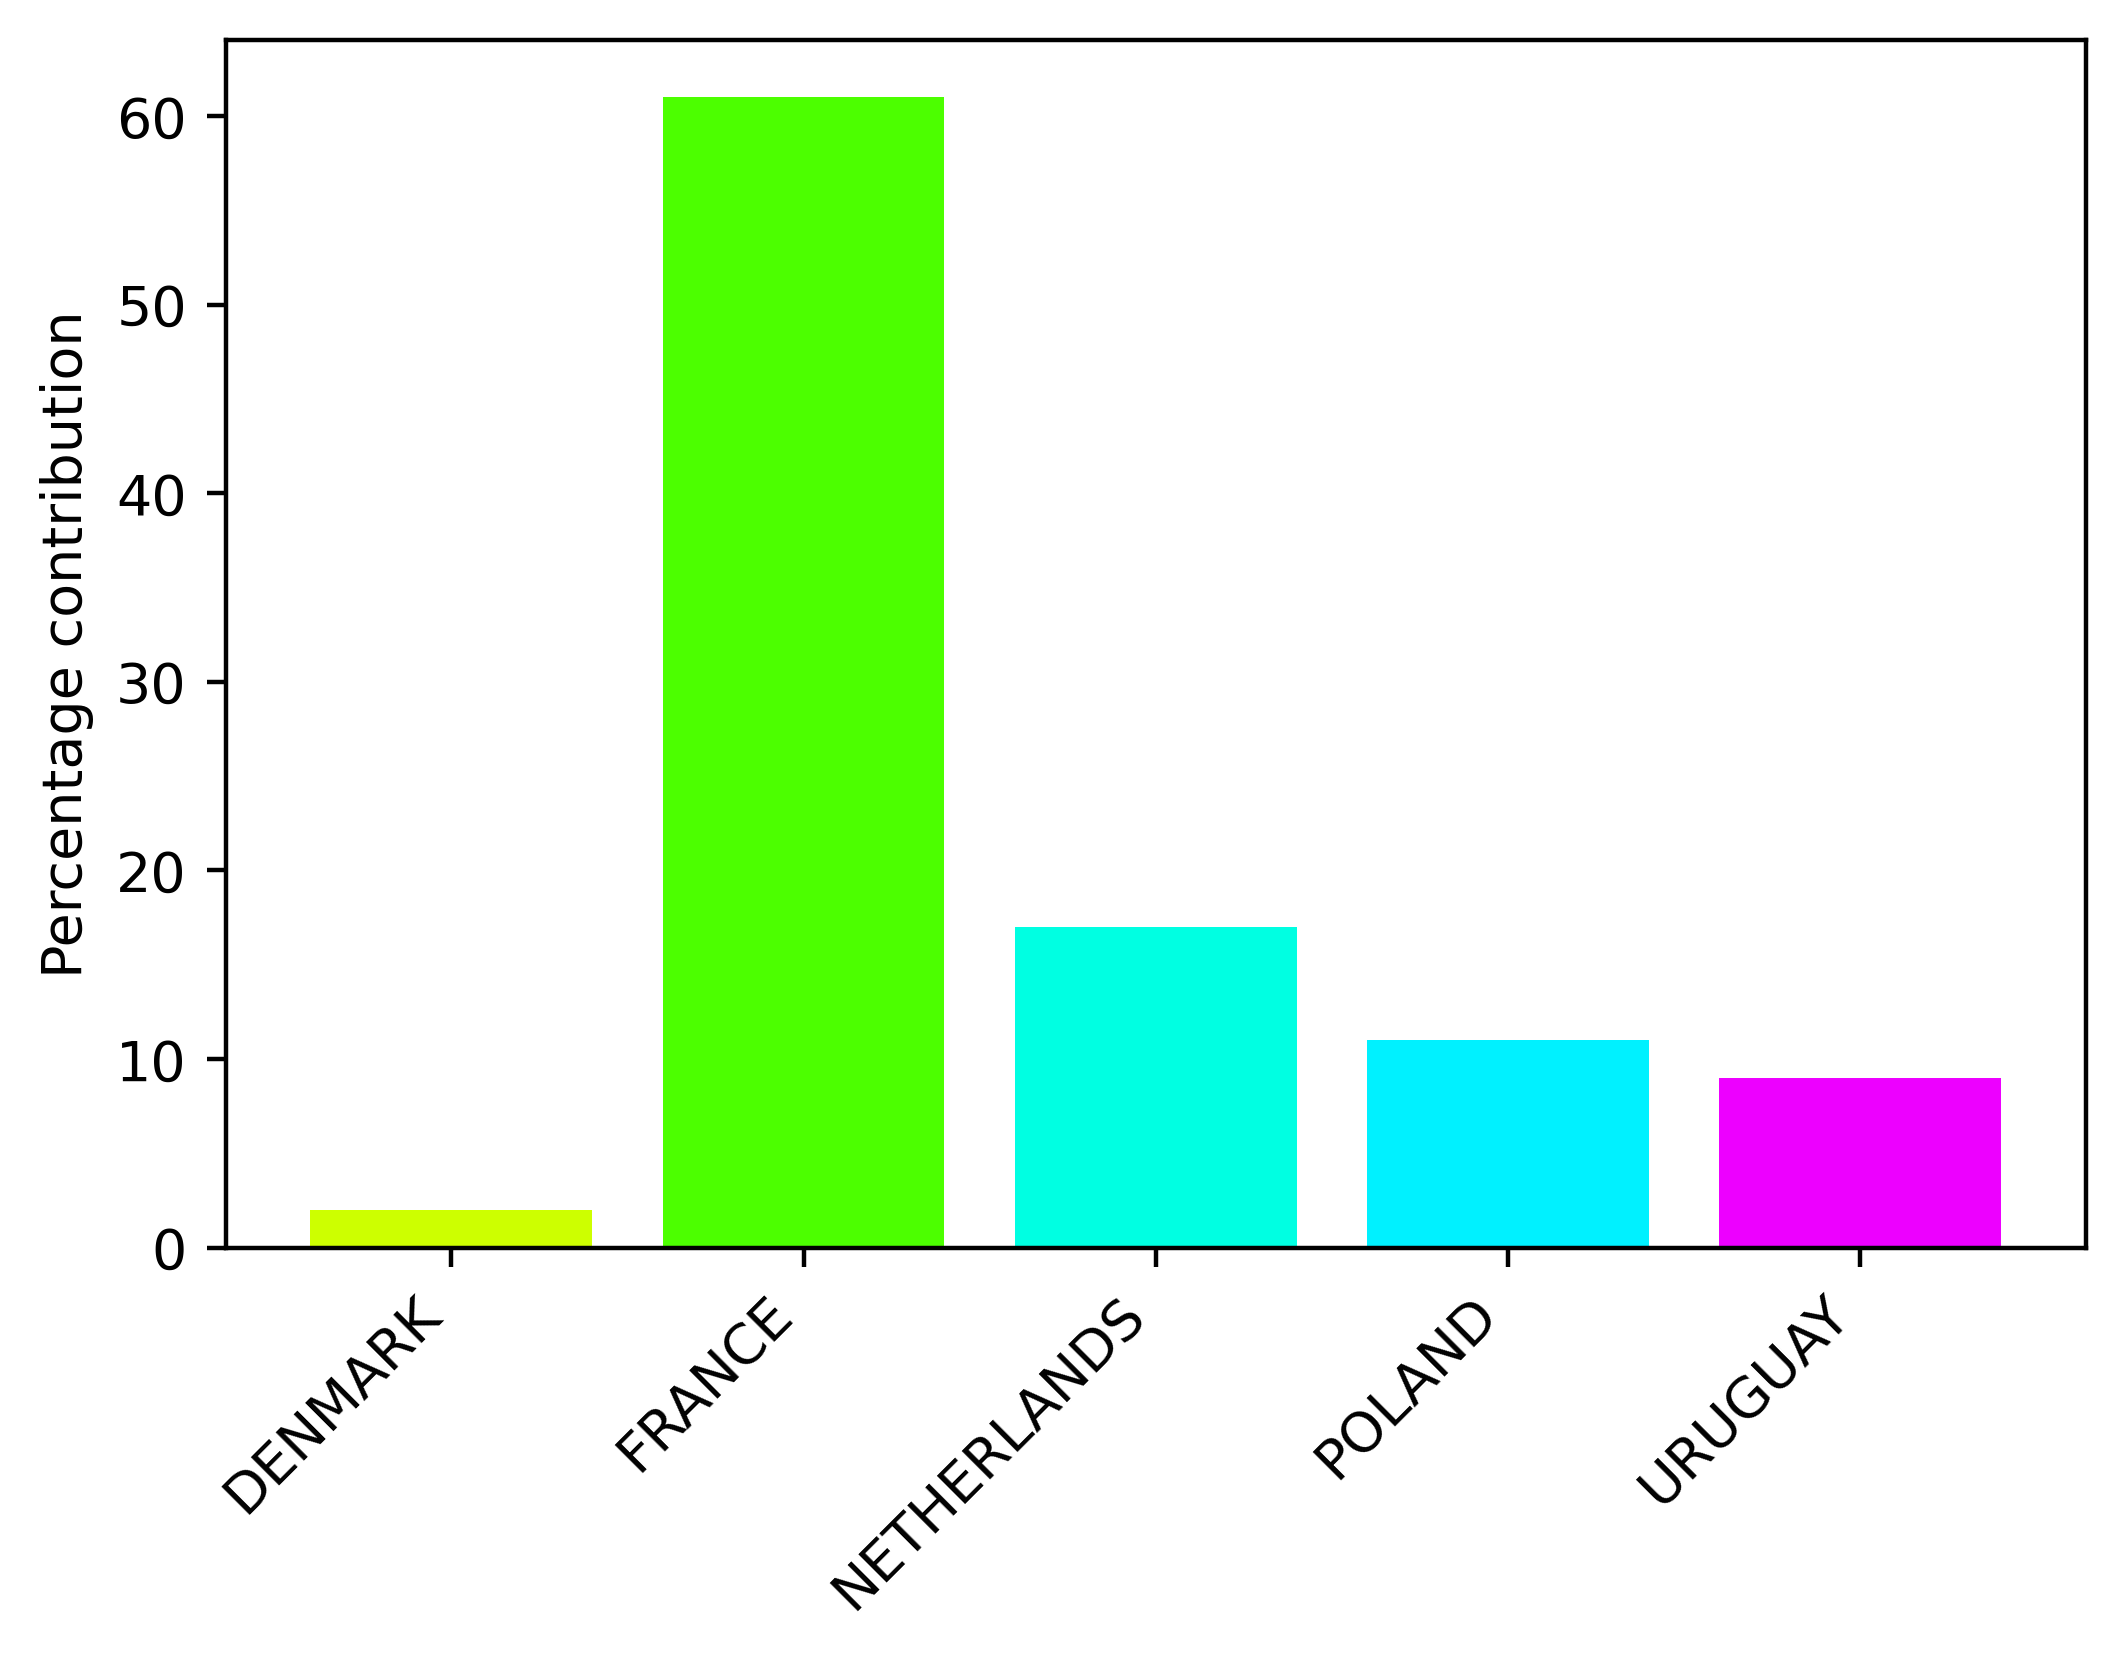 Percentage contribution
60
50
40
30
20
10
0
DENMARK
FRANCE
NETHERLANDS
POLAND
URUGUAY